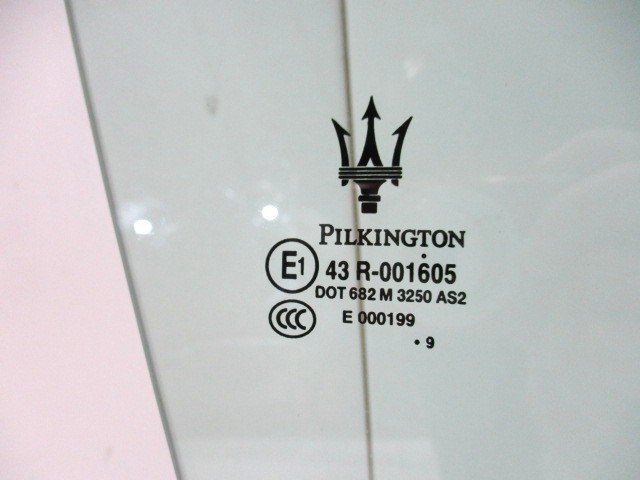 PILKINGTON
E1 43 R-001605
DOT 682 M 3250 AS2
CCC E 000199
. 9